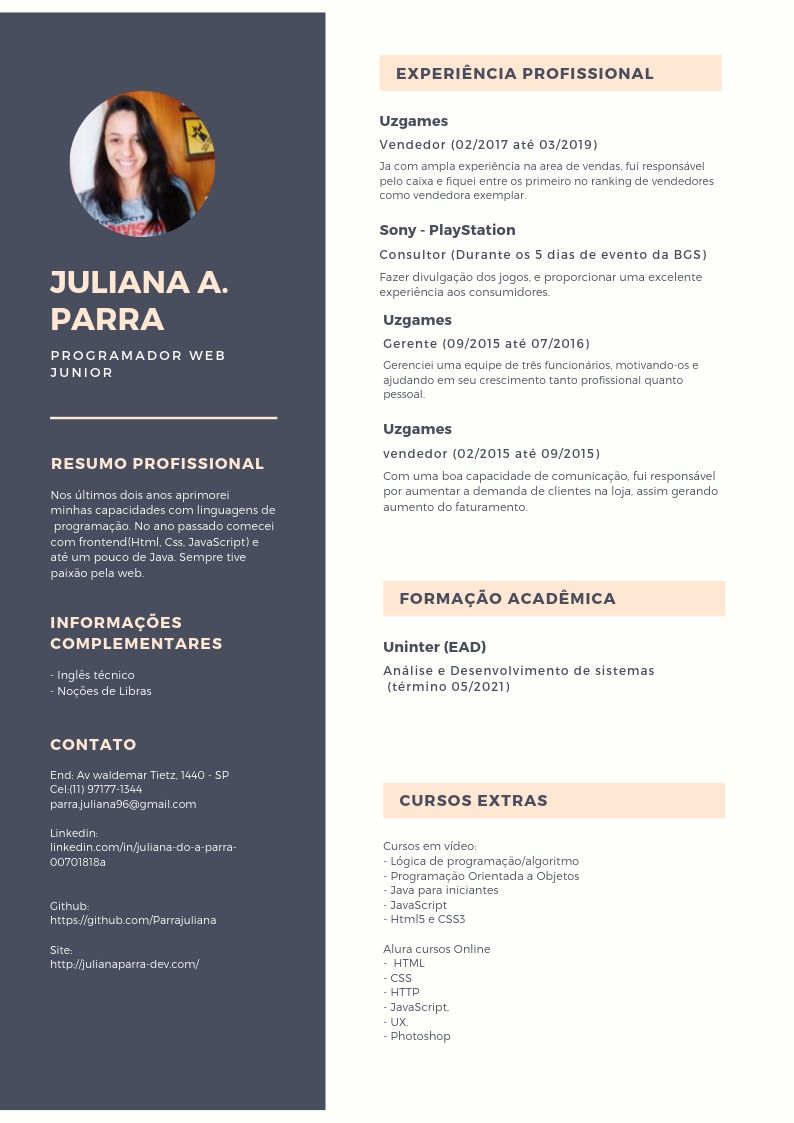 JULIANA A.
PARRA
PROGRAMADOR WEB
JUNIOR
RESUMO PROFISSIONAL
Nos últimos dois anos aprimorei
minhas capacidades com linguagens de
programação. No ano passado comecei
com frontend(Html, Css, JavaScript) e
até um pouco de Java. Sempre tive
paixão pela web.
INFORMAÇÕES
COMPLEMENTARES
- Inglês técnico
- Noções de Libras
CONTATO
End: Av waldemar Tietz, 1440 - SP
Cel:(11) 97177-1344
parra.juliana96@gmail.com
Linkedin:
linkedin.com/in/juliana-do-a-parra-
00701818a
Github:
https://github.com/Parrajuliana
Site:
http://julianaparra-dev.com/
EXPERIÊNCIA PROFISSIONAL
Uzgames
Vendedor (02/2017 até 03/2019)
Ja com ampla experiência na area de vendas, fui responsável
pelo caixa e fiquei entre os primeiro no ranking de vendedores
como vendedora exemplar.
Sony - PlayStation
Consultor (Durante os 5 dias de evento da BGS)
Fazer divulgação dos jogos, e proporcionar uma excelente
experiência aos consumidores.
Uzgames
Gerente (09/2015 até 07/2016)
Gerenciei uma equipe de três funcionários, motivando-os e
ajudando em seu crescimento tanto profissional quanto
pessoal.
Uzgames
vendedor (02/2015 até 09/2015)
Com uma boa capacidade de comunicação, fui responsável
por aumentar a demanda de clientes na loja, assim gerando
aumento do faturamento.
FORMAÇÃO ACADÊMICA
Uninter (EAD)
Análise e Desenvolvimento de sistemas
(término 05/2021)
CURSOS EXTRAS
Cursos em vídeo:
- Lógica de programação/algoritmo
- Programação Orientada a Objetos
- Java para iniciantes
- JavaScript
- Html5 e CSS3
Alura cursos Online
- HTML
- CSS
- HTTP
- JavaScript,
- UX.
- Photoshop